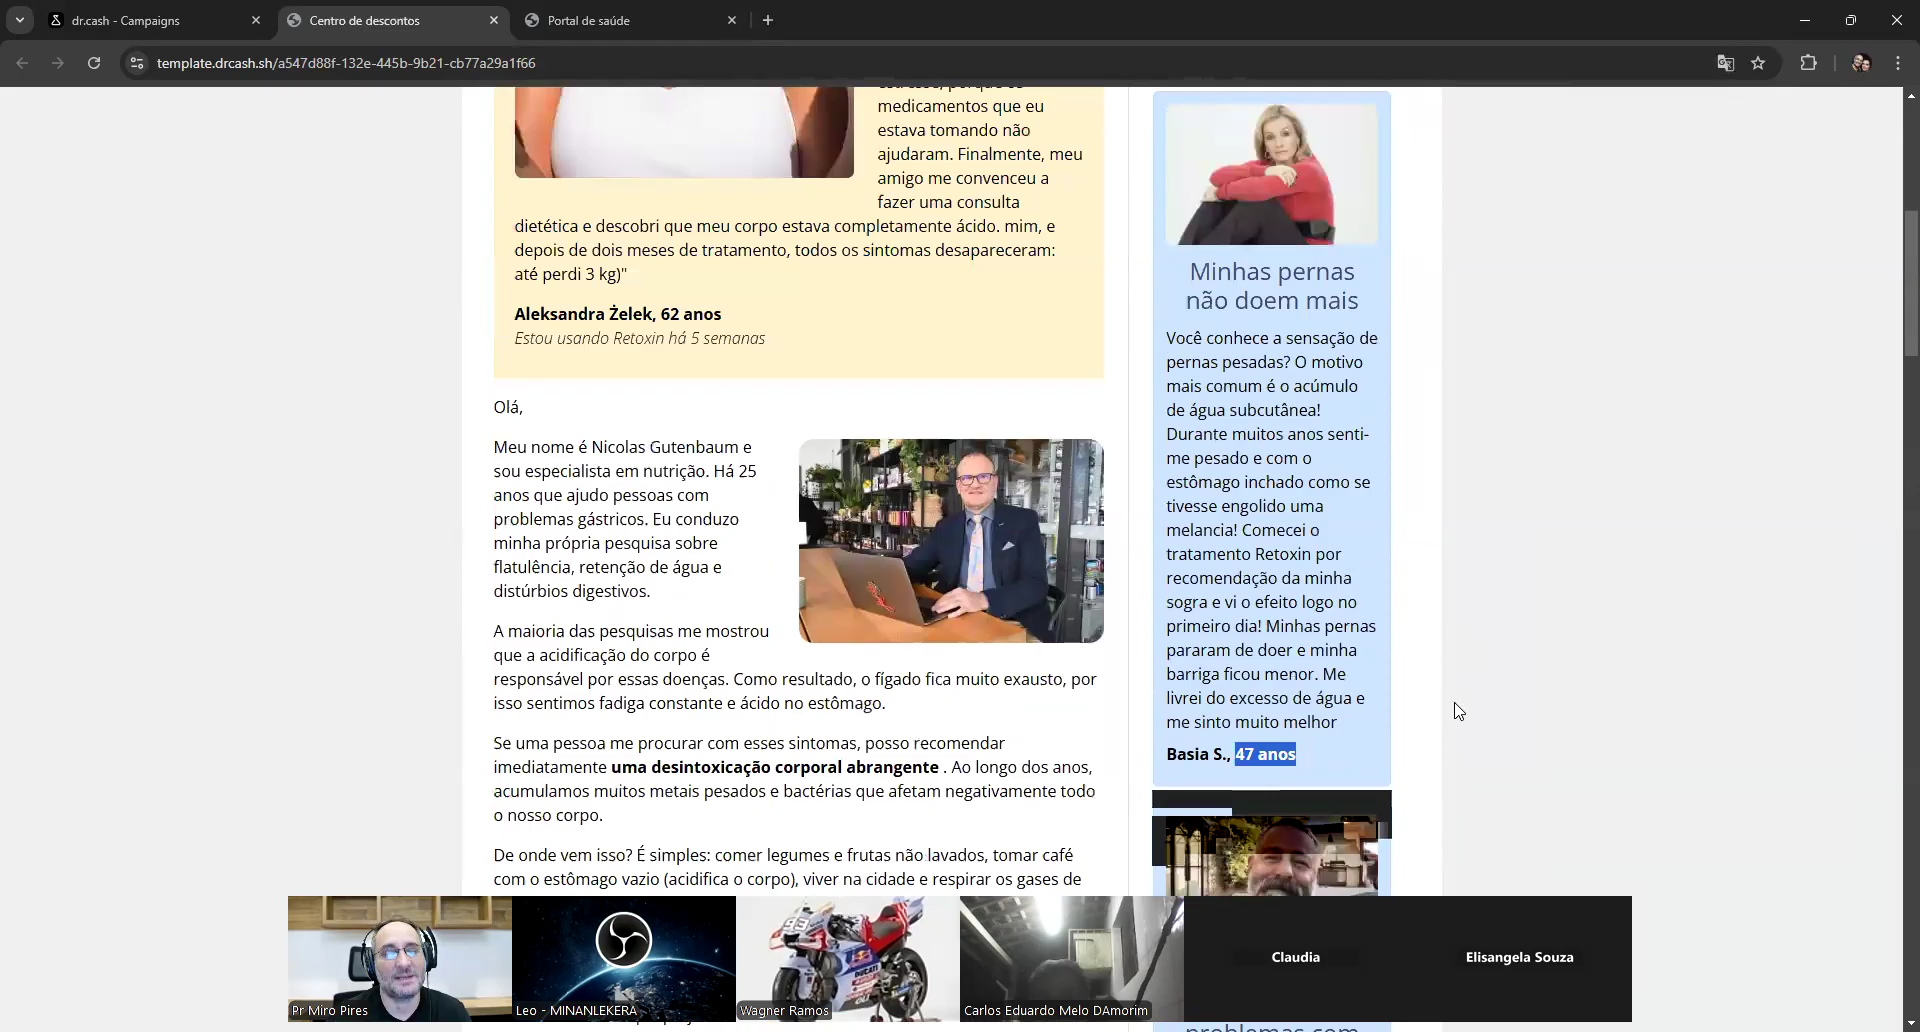 dr.cash - Campaigns
Centro de descontos
Portal de saúde
template.drcash.sh/a547d88f-132e-445b-9b21-cb77a29a1f66
medicamentos que eu
estava tomando não
ajudaram. Finalmente, meu
amigo me convenceu a
fazer uma consulta
dietética e descobri que meu corpo estava completamente ácido. mim, e
depois de dois meses de tratamento, todos os sintomas desapareceram:
até perdi 3 kg)"
Aleksandra Żelek, 62 anos
Estou usando Retoxin há 5 semanas
Olá,
Meu nome é Nicolas Gutenbaum e
sou especialista em nutrição. Há 25
anos que ajudo pessoas com
problemas gástricos. Eu conduzo
minha própria pesquisa sobre
flatulência, retenção de água e
distúrbios digestivos.
A maioria das pesquisas me mostrou
que a acidificação do corpo é
responsável por essas doenças. Como resultado, o fígado fica muito exausto, por
isso sentimos fadiga constante e ácido no estômago.
Se uma pessoa me procurar com esses sintomas, posso recomendar
imediatamente uma desintoxicação corporal abrangente . Ao longo dos anos,
acumulamos muitos metais pesados e bactérias que afetam negativamente todo
o nosso corpo.
De onde vem isso? É simples: comer legumes e frutas não lavados, tomar café
com o estômago vazio (acidifica o corpo), viver na cidade e respirar os gases de
Minhas pernas
não doem mais
Você conhece a sensação de
pernas pesadas? O motivo
mais comum é o acúmulo
de água subcutânea!
Durante muitos anos senti-
me pesado e com o
estômago inchado como se
tivesse engolido uma
melancia! Comecei o
tratamento Retoxin por
recomendação da minha
sogra e vi o efeito logo no
primeiro dia! Minhas pernas
pararam de doer e minha
barriga ficou menor. Me
livrei do excesso de água e
me sinto muito melhor
Basia S., 47 anos
problemas com
Pr Miro Pires
Leo - MINANLEKERA
93
DUCATI
Wagner Ramos
Carlos Eduardo Melo DAmorim
Claudia
Elisangela Souza